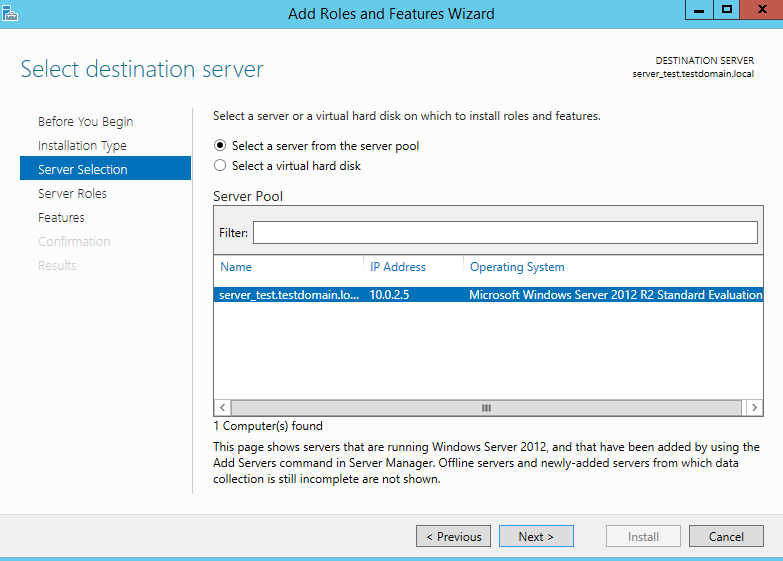 Add Roles and Features Wizard
Select destination server
DESTINATION SERVER
server_test.testdomain.local
Before You Begin
Installation Type
Server Selection
Server Roles
Features
Confirmation
Results
Select a server or a virtual hard disk on which to install roles and features.
Select a server from the server pool
Select a virtual hard disk
Server Pool
Filter:
Name IP Address Operating System
server_test.testdomain.lo... 10.0.2.5 Microsoft Windows Server 2012 R2 Standard Evaluation
1 Computer(s) found
This page shows servers that are running Windows Server 2012, and that have been added by using the
Add Servers command in Server Manager. Offline servers and newly-added servers from which data
collection is still incomplete are not shown.
< Previous Next > Install Cancel